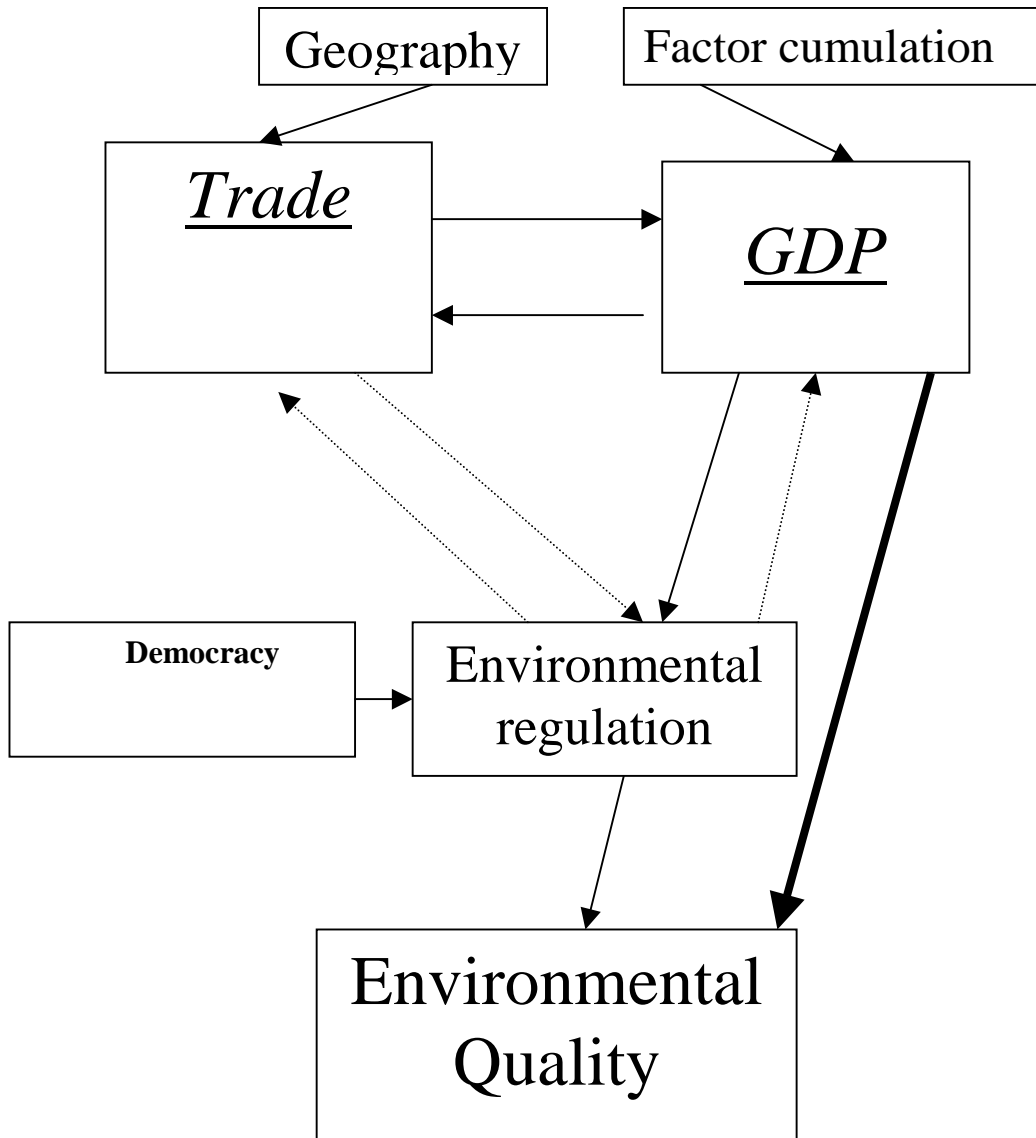 Geography
Factor cumulation
Trade
GDP
Democracy
Environmental
regulation
Environmental
Quality